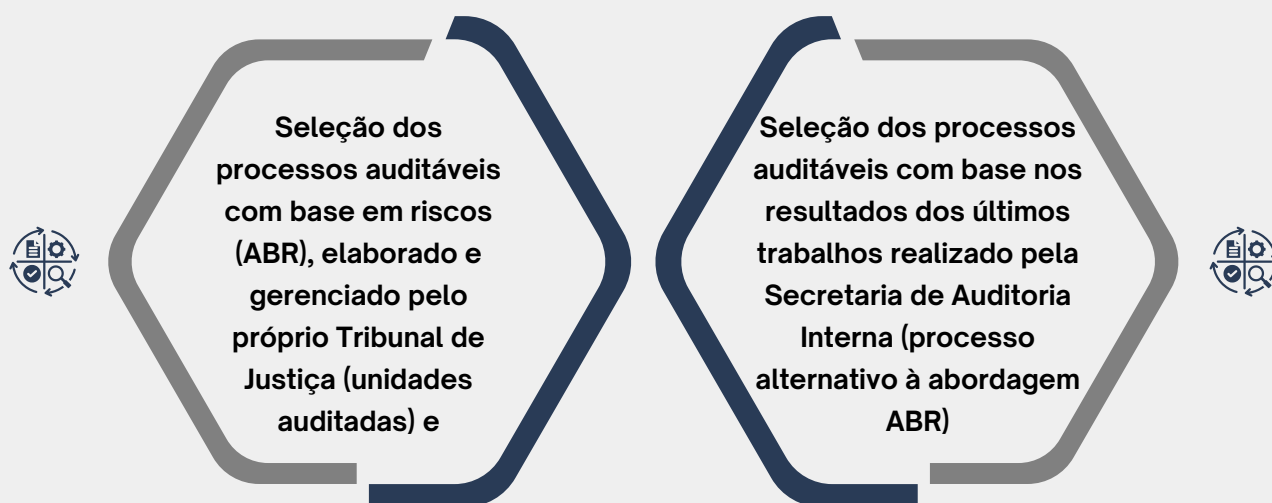 Seleção dos
processos auditáveis
com base em riscos
(ABR), elaborado e
gerenciado pelo
próprio Tribunal de
Justiça (unidades
auditadas) e
Seleção dos processos
auditáveis com base nos
resultados dos últimos
trabalhos realizado pela
Secretaria de Auditoria
Interna (processo
alternativo à abordagem
ABR)